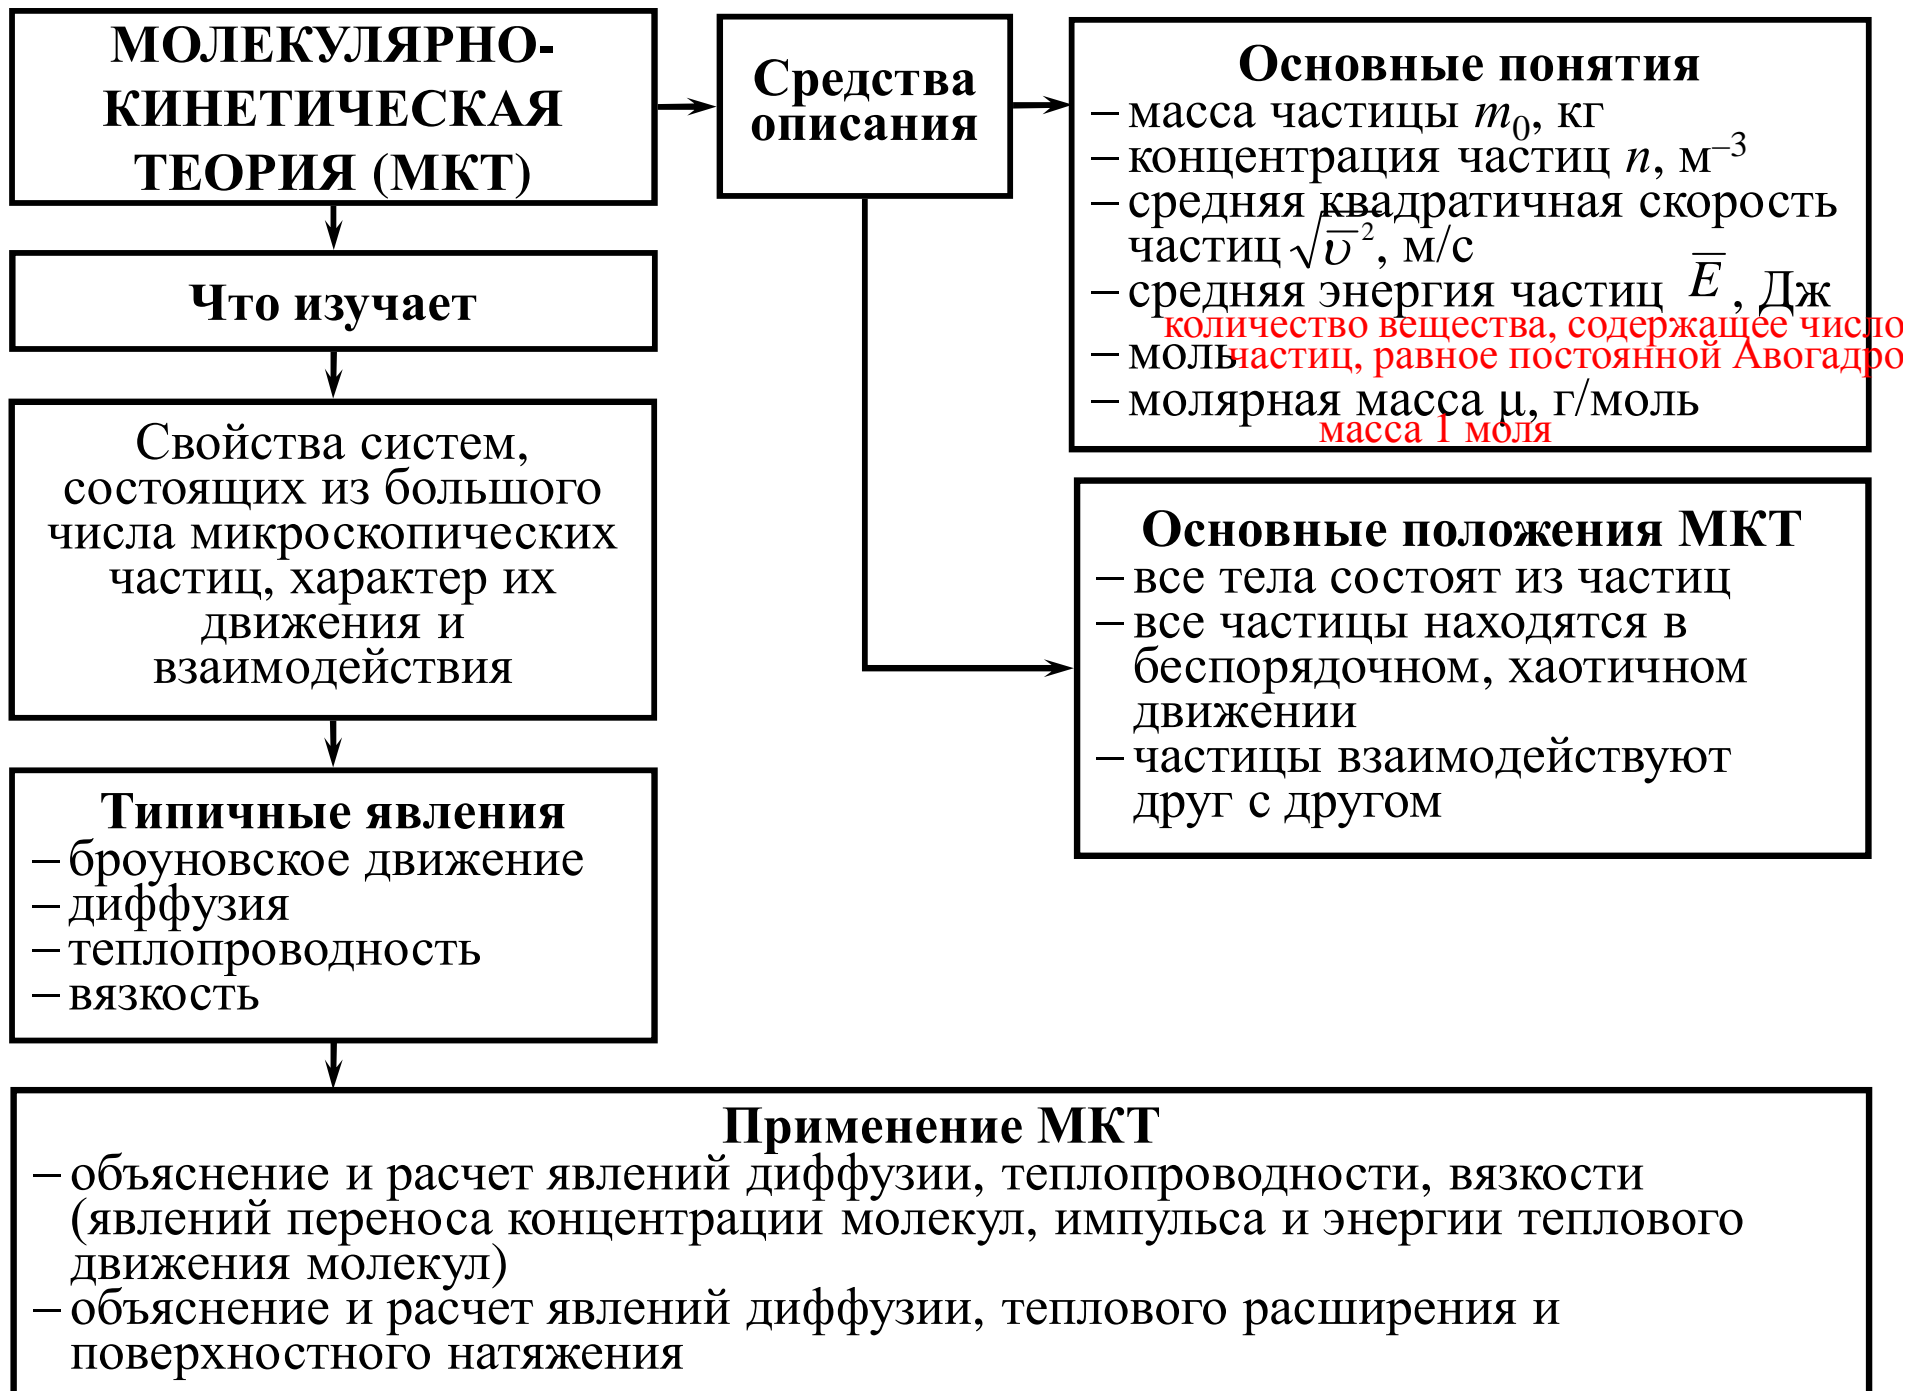 МОЛЕКУЛЯРНО-
КИНЕТИЧЕСКАЯ
ТЕОРИЯ (МКТ)
Средства
описания
Основные понятия
– масса частицы m₀, кг
– концентрация частиц n, м⁻³
– средняя квадратичная скорость
частиц √(υ̅²), м/с
– средняя энергия частиц E̅, Дж
количество вещества, содержащее число
– моль частиц, равное постоянной Авогадро
– молярная масса μ, г/моль
масса 1 моля
Что изучает
Свойства систем,
состоящих из большого
числа микроскопических
частиц, характер их
движения и
взаимодействия
Основные положения МКТ
– все тела состоят из частиц
– все частицы находятся в
беспорядочном, хаотичном
движении
– частицы взаимодействуют
друг с другом
Типичные явления
– броуновское движение
– диффузия
– теплопроводность
– вязкость
Применение МКТ
– объяснение и расчет явлений диффузии, теплопроводности, вязкости
(явлений переноса концентрации молекул, импульса и энергии теплового
движения молекул)
– объяснение и расчет явлений диффузии, теплового расширения и
поверхностного натяжения